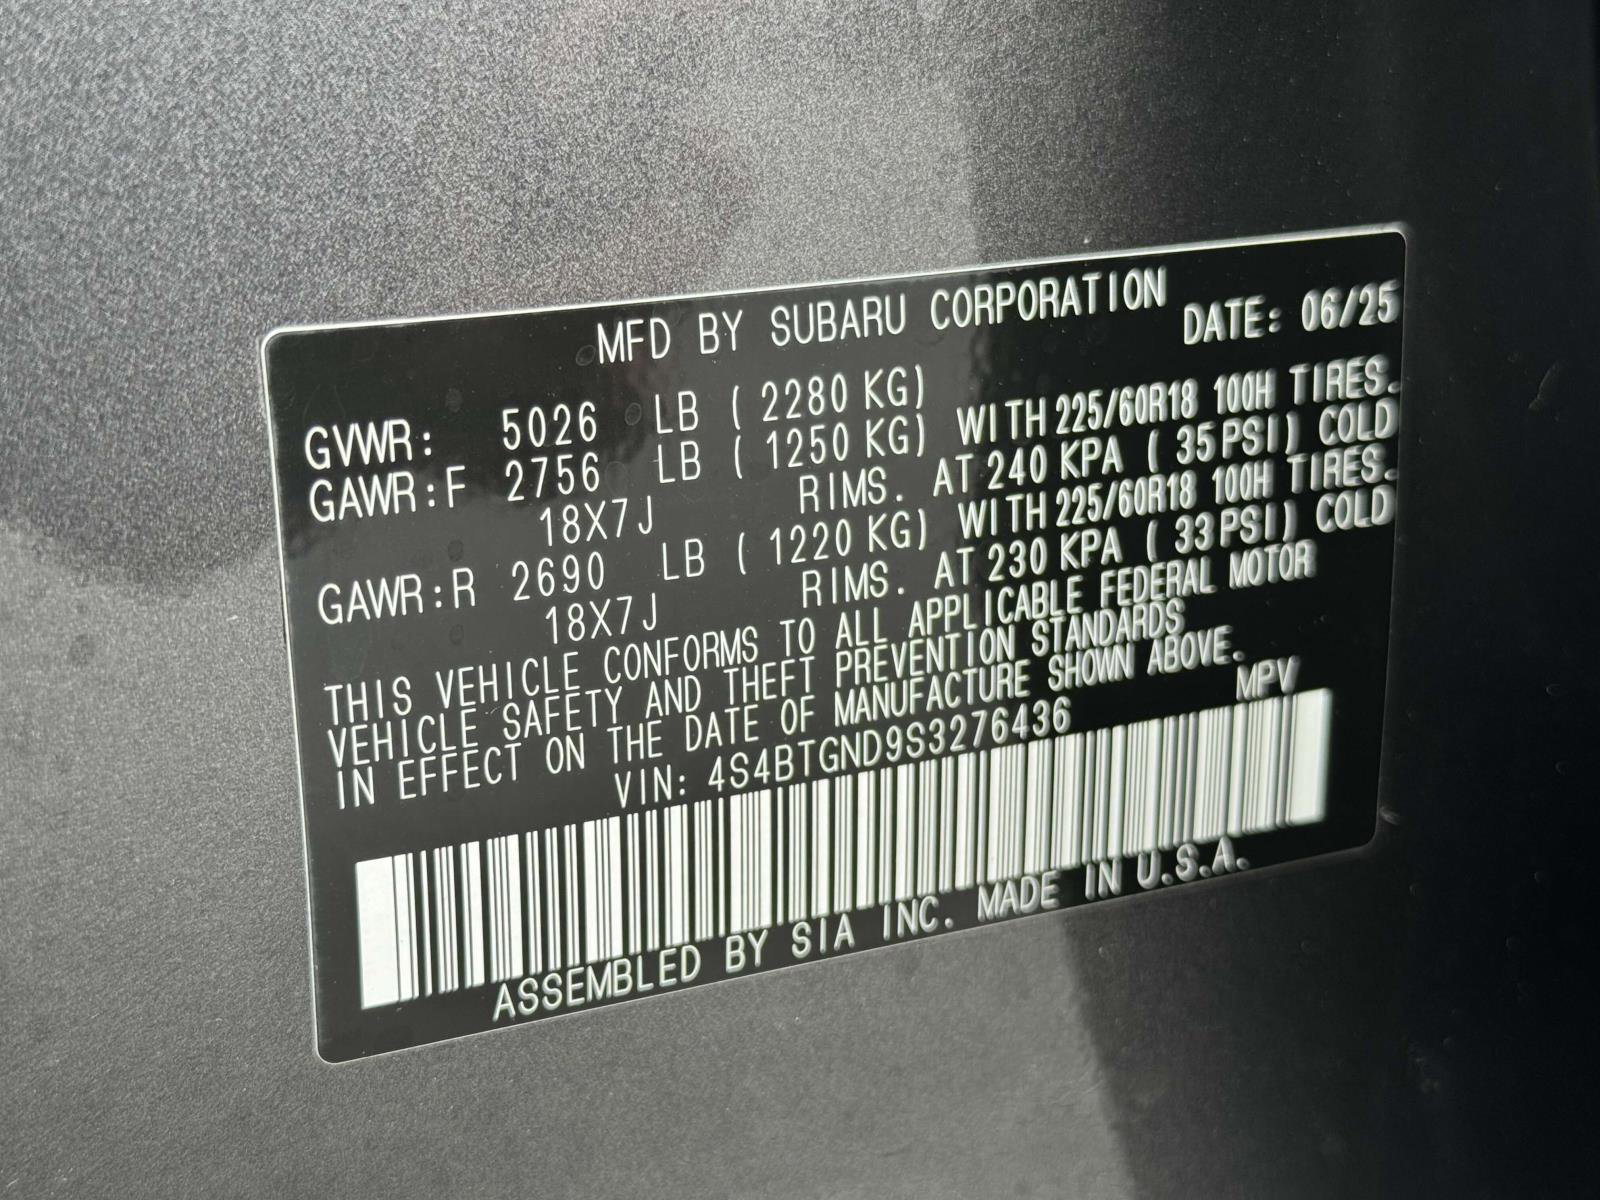 MFD BY SUBARU CORPORATION DATE: 06/25
GVWR: 5026 LB ( 2280 KG)
GAWR:F 2756 LB ( 1250 KG) WITH 225/60R18 100H TIRES.
18X7J RIMS. AT 240 KPA ( 35PSI) COLD
GAWR:R 2690 LB ( 1220 KG) WITH 225/60R18 100H TIRES.
18X7J RIMS. AT 230 KPA ( 33PSI) COLD
THIS VEHICLE CONFORMS TO ALL APPLICABLE FEDERAL MOTOR
VEHICLE SAFETY AND THEFT PREVENTION STANDARDS
IN EFFECT ON THE DATE OF MANUFACTURE SHOWN ABOVE.
VIN: 4S4BTGND9S3276436 MPV
ASSEMBLED BY SIA INC. MADE IN U.S.A.